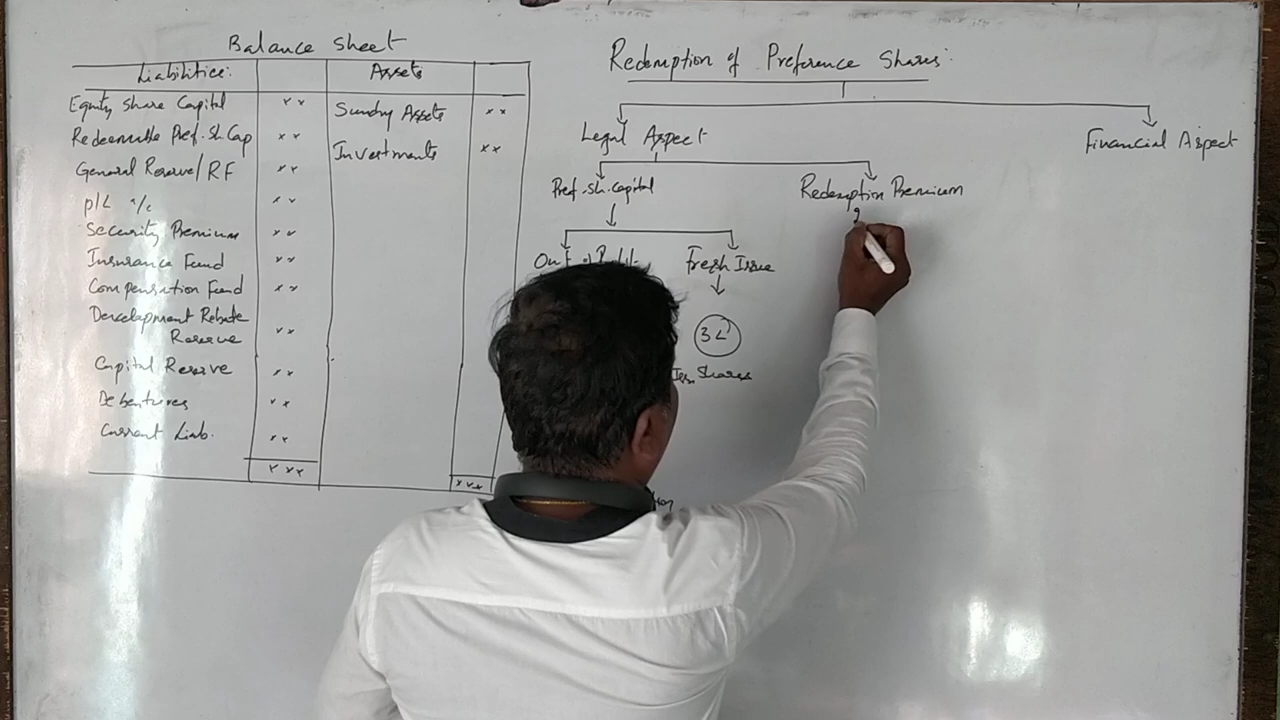 Balance Sheet
Liabilities:
Assets
Equity Share Capital xx
Sundry Assets xx
Redeemable Pref.Sh.Cap xx
Investments xx
General Reserve/RF xx
P/L A/c xx
Security Premium xx
Insurance Fund xx
Compensation Fund xx
Development Rebate
Reserve xx
Capital Reserve xx
Debentures xx
Current Liab. xx
xxx
xxx
Redemption of Preference Shares:
Legal Aspect
Financial Aspect
Pref.sh.capital
Redemption Premium
Fresh Issue
3L
Shares